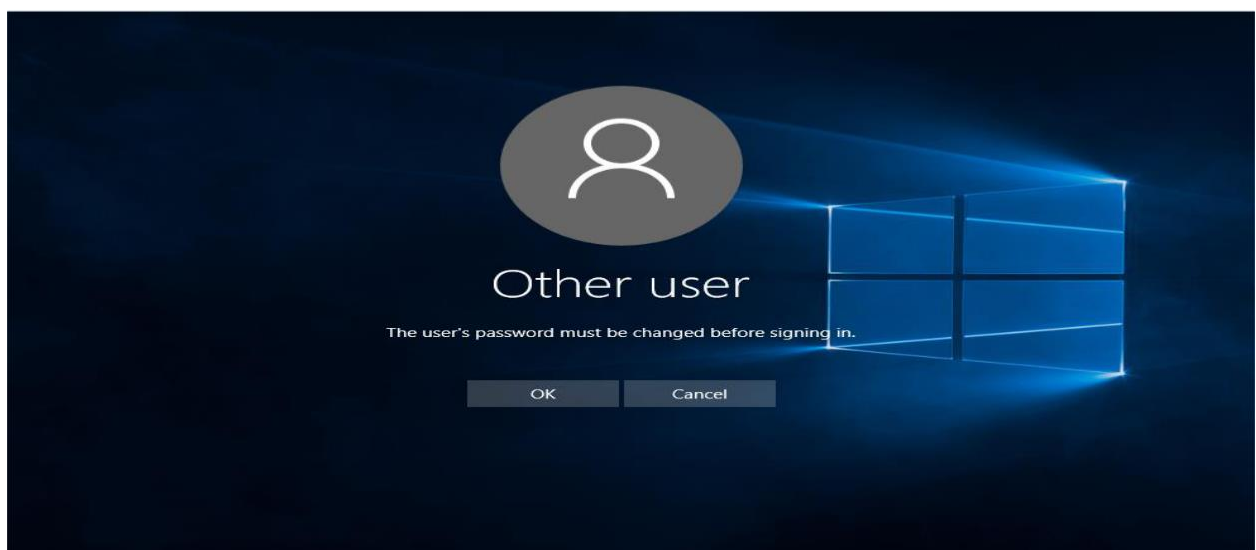 Other user
The user's password must be changed before signing in.
OK Cancel